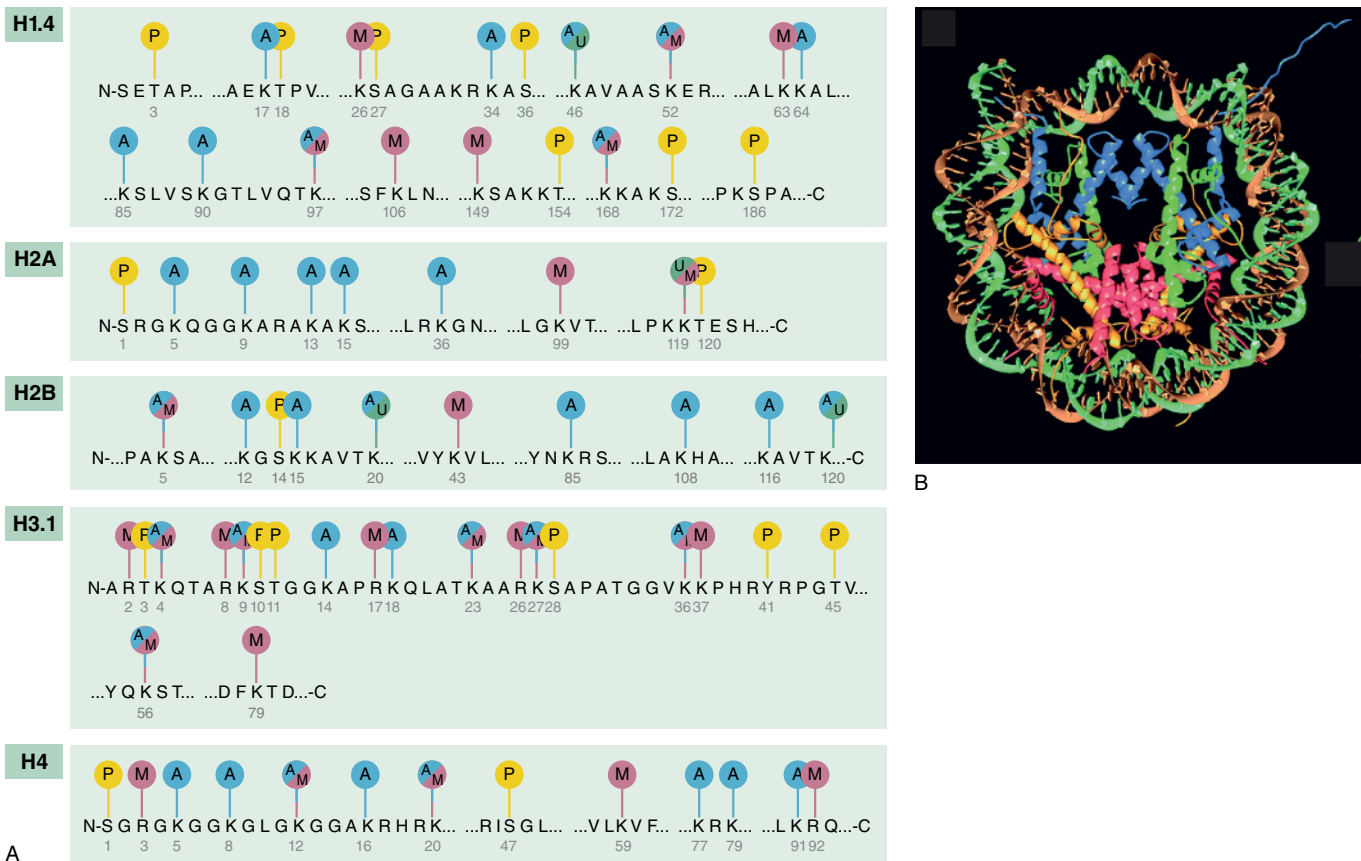 H1.4
P A P M P A P A U A M M A
N-SETAP... ...AEKTPV... ...KSAGAAKRKAS... ...KAVAASKER... ...ALKKAL...
3 17 18 26 27 34 36 46 52 63 64
A A A M M M P A M P P
...KSLVSKGTLVQTK... ...SFKLN... ...KSAKKT... ...KKAKS... ...PKSPA...-C
85 90 97 106 149 154 168 172 186
H2A
P A A A A A M U M P
N-SRGKQGGKARAKAKS... ...LRKGN... ...LGKVT... ...LPKKTESH...-C
1 5 9 13 15 36 99 119 120
H2B
A M A P A A U M A A A A U
N-...PAKSA... ...KGSKKAVTK... ...VYKVL... ...YNKRS... ...LAKHA... ...KAVTK...-C
5 12 14 15 20 43 85 108 116 120
H3.1
M P A M M A M P P A M A A M M A M P A M M P P
N-ARTKQTARKSTGGKAPRKQLATKAARKSAPATGGVKKPHRYRPGTV...
2 3 4 8 9 10 11 14 17 18 23 26 27 28 36 37 41 45
A M M
...YQKST... ...DFKTD...-C
56 79
H4
P M A A A M A A M P M A A A M
N-SGRGKGGKGLGKGGAKRHRK... ...RISGL... ...VLKVF... ...KRK... ...LKRQ...-C
1 3 5 8 12 16 20 47 59 77 79 91 92
A
B